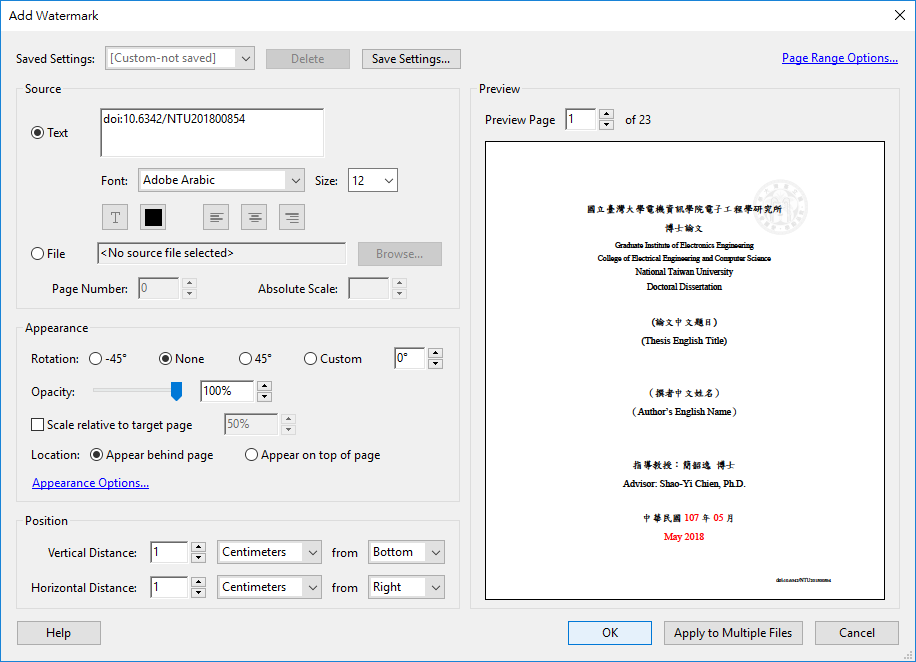 Add Watermark
Saved Settings: [Custom-not saved] Delete Save Settings... Page Range Options...
Source
Text
doi:10.6342/NTU201800854
Font: Adobe Arabic Size: 12
T
File <No source file selected> Browse...
Page Number: 0 Absolute Scale:
Appearance
Rotation: -45° None 45° Custom 0°
Opacity: 100%
Scale relative to target page 50%
Location: Appear behind page Appear on top of page
Appearance Options...
Position
Vertical Distance: 1 Centimeters from Bottom
Horizontal Distance: 1 Centimeters from Right
Preview
Preview Page 1 of 23
國立臺灣大學電機資訊學院電子工程學研究所
博士論文
Graduate Institute of Electronics Engineering
College of Electrical Engineering and Computer Science
National Taiwan University
Doctoral Dissertation
(論文中文題目)
(Thesis English Title)
（撰者中文姓名）
（Author's English Name）
指導教授：簡韶逸 博士
Advisor: Shao-Yi Chien, Ph.D.
中華民國 107 年 05 月
May 2018
doi:10.6342/NTU201800854
Help OK Apply to Multiple Files Cancel